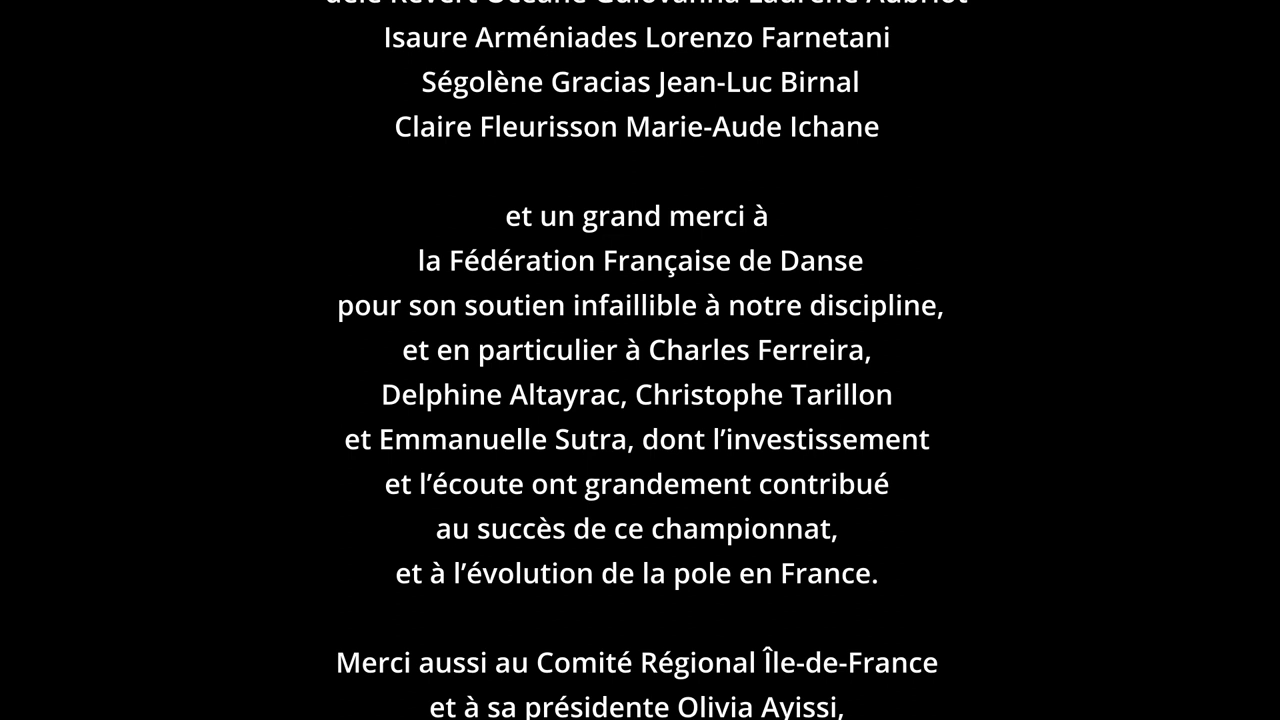 Isaure Arméniades Lorenzo Farnetani
Ségolène Gracias Jean-Luc Birnal
Claire Fleurisson Marie-Aude Ichane
et un grand merci à
la Fédération Française de Danse
pour son soutien infaillible à notre discipline,
et en particulier à Charles Ferreira,
Delphine Altayrac, Christophe Tarillon
et Emmanuelle Sutra, dont l’investissement
et l’écoute ont grandement contribué
au succès de ce championnat,
et à l’évolution de la pole en France.
Merci aussi au Comité Régional Île-de-France
et à sa présidente Olivia Ayissi,